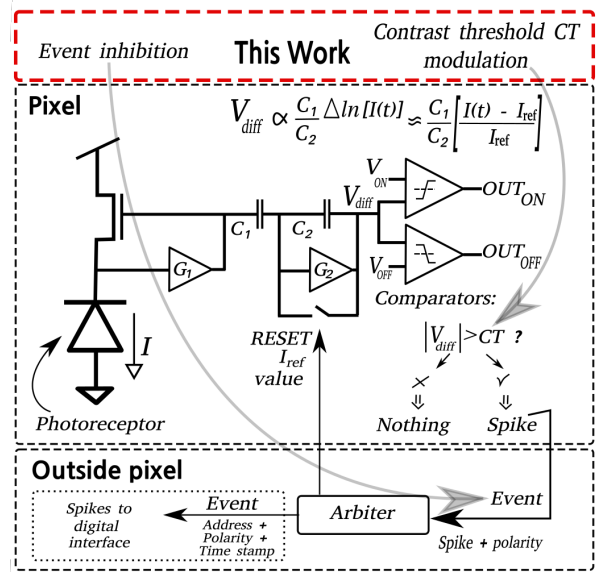 Event inhibition
This Work
Contrast threshold CT
modulation
Pixel
V_diff ∝ C_1/C_2 Δln [I(t)] ≈ C_1/C_2 [I(t) - I_ref / I_ref]
V_ON
V_diff
OUT_ON
C_1
C_2
G_1
G_2
V_OFF
OUT_OFF
Comparators:
I
RESET
I_ref
value
|V_diff|>CT ?
Photoreceptor
Nothing
Spike
Outside pixel
Spikes to
digital
interface
Event
Address +
Polarity +
Time stamp
Arbiter
Event
Spike + polarity